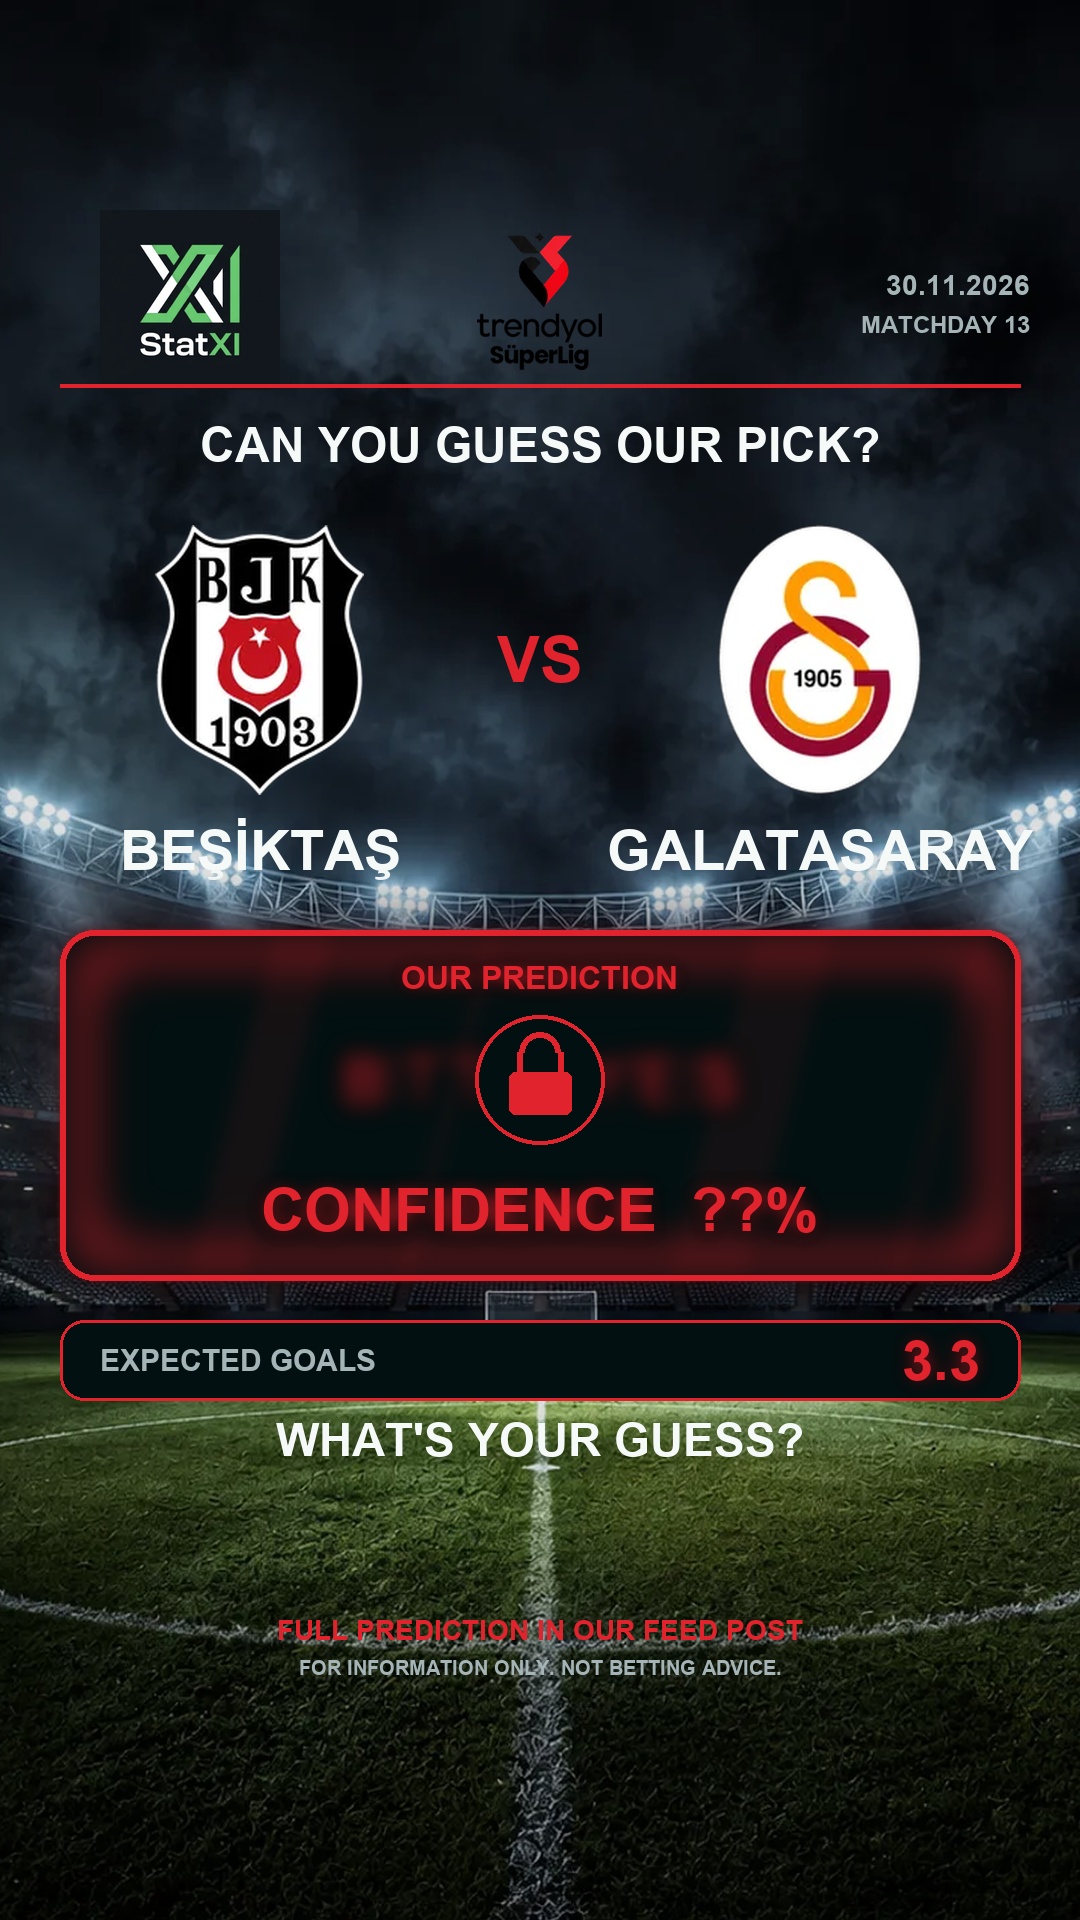 StatXI
trendyol
SüperLig
30.11.2026
MATCHDAY 13
CAN YOU GUESS OUR PICK?
BJK
1903
VS
1905
BEŞİKTAŞ
GALATASARAY
OUR PREDICTION
CONFIDENCE ??%
EXPECTED GOALS
3.3
WHAT'S YOUR GUESS?
FULL PREDICTION IN OUR FEED POST
FOR INFORMATION ONLY. NOT BETTING ADVICE.